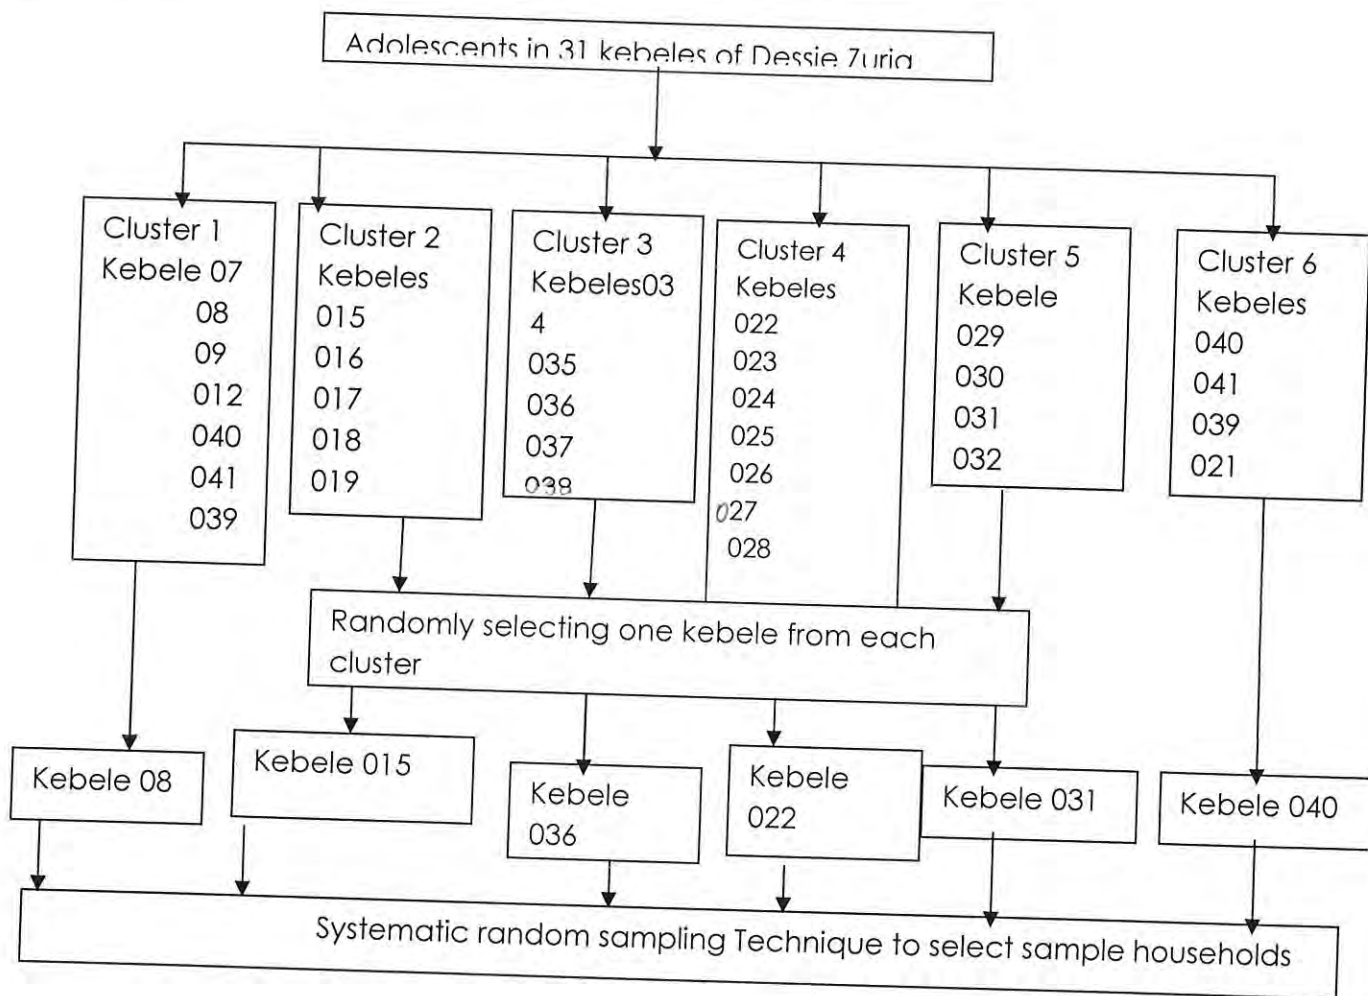 Adolescents in 31 kebeles of Dessie Zuria
Cluster 1
Kebele 07
08
09
012
040
041
039
Cluster 2
Kebeles
015
016
017
018
019
Cluster 3
Kebeles03
4
035
036
037
038
Cluster 4
Kebeles
022
023
024
025
026
027
028
Cluster 5
Kebele
029
030
031
032
Cluster 6
Kebeles
040
041
039
021
Randomly selecting one kebele from each
cluster
Kebele 08
Kebele 015
Kebele
036
Kebele
022
Kebele 031
Kebele 040
Systematic random sampling Technique to select sample households